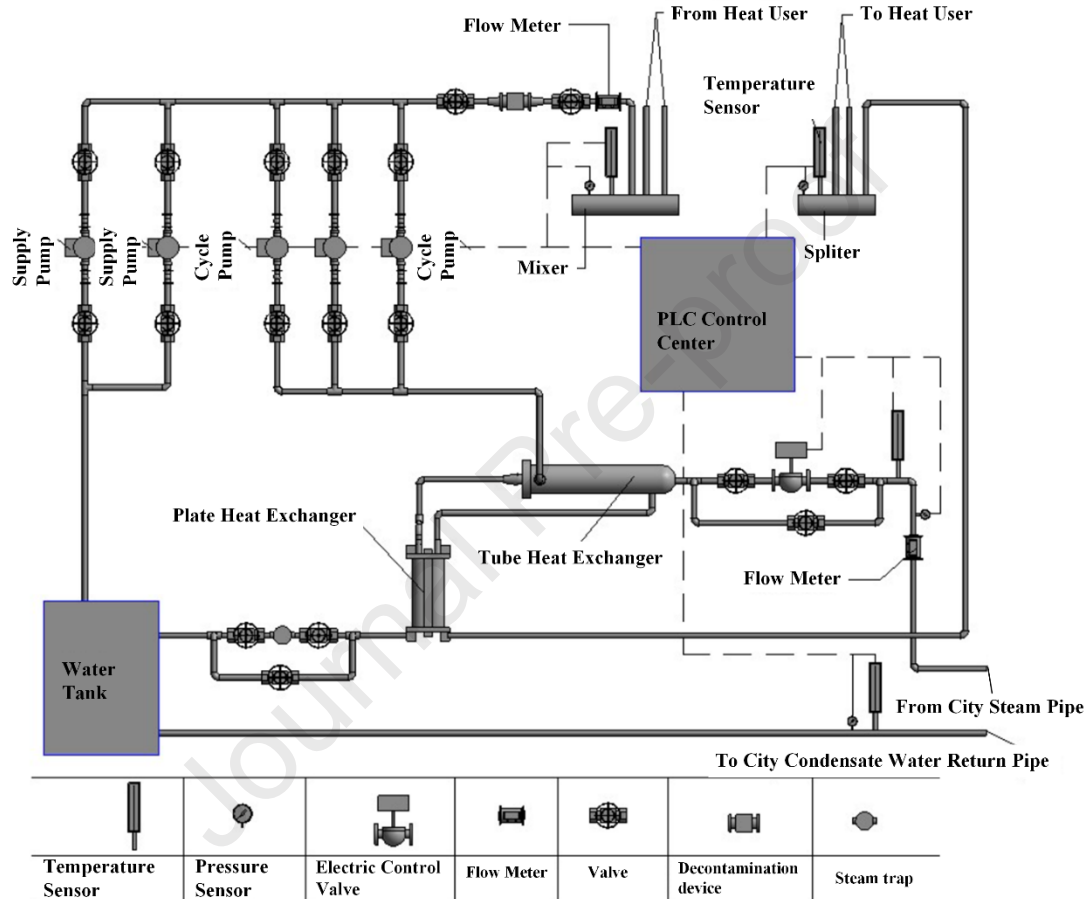 From Heat User
To Heat User
Flow Meter
Temperature
Sensor
Supply
Pump
Supply
Pump
Cycle
Pump
Cycle
Pump
Mixer
Spliter
PLC Control
Center
Plate Heat Exchanger
Tube Heat Exchanger
Flow Meter
Water
Tank
From City Steam Pipe
To City Condensate Water Return Pipe
Journal Pre-proof
Temperature
Sensor
Pressure
Sensor
Electric Control
Valve
Flow Meter
Valve
Decontamination
device
Steam trap